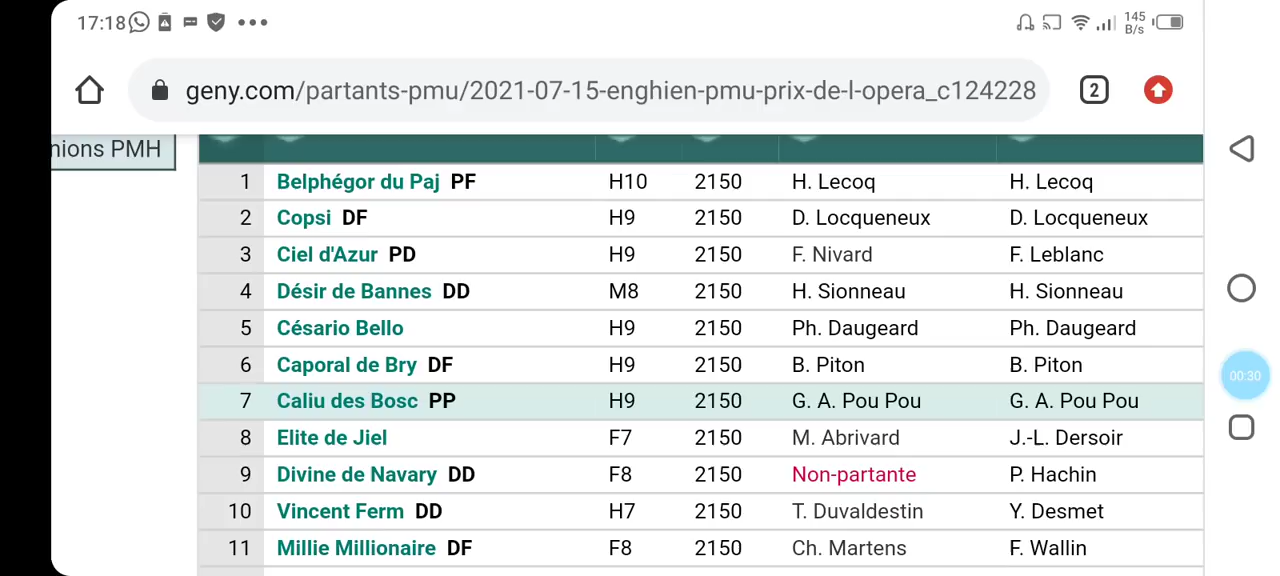 17:18 145 B/s
geny.com/partants-pmu/2021-07-15-enghien-pmu-prix-de-l-opera_c124228 2
nions PMH
1 Belphégor du Paj PF H10 2150 H. Lecoq H. Lecoq
2 Copsi DF H9 2150 D. Locqueneux D. Locqueneux
3 Ciel d'Azur PD H9 2150 F. Nivard F. Leblanc
4 Désir de Bannes DD M8 2150 H. Sionneau H. Sionneau
5 Césario Bello H9 2150 Ph. Daugeard Ph. Daugeard
6 Caporal de Bry DF H9 2150 B. Piton B. Piton
00:30
7 Caliu des Bosc PP H9 2150 G. A. Pou Pou G. A. Pou Pou
8 Elite de Jiel F7 2150 M. Abrivard J.-L. Dersoir
9 Divine de Navary DD F8 2150 Non-partante P. Hachin
10 Vincent Ferm DD H7 2150 T. Duvaldestin Y. Desmet
11 Millie Millionaire DF F8 2150 Ch. Martens F. Wallin